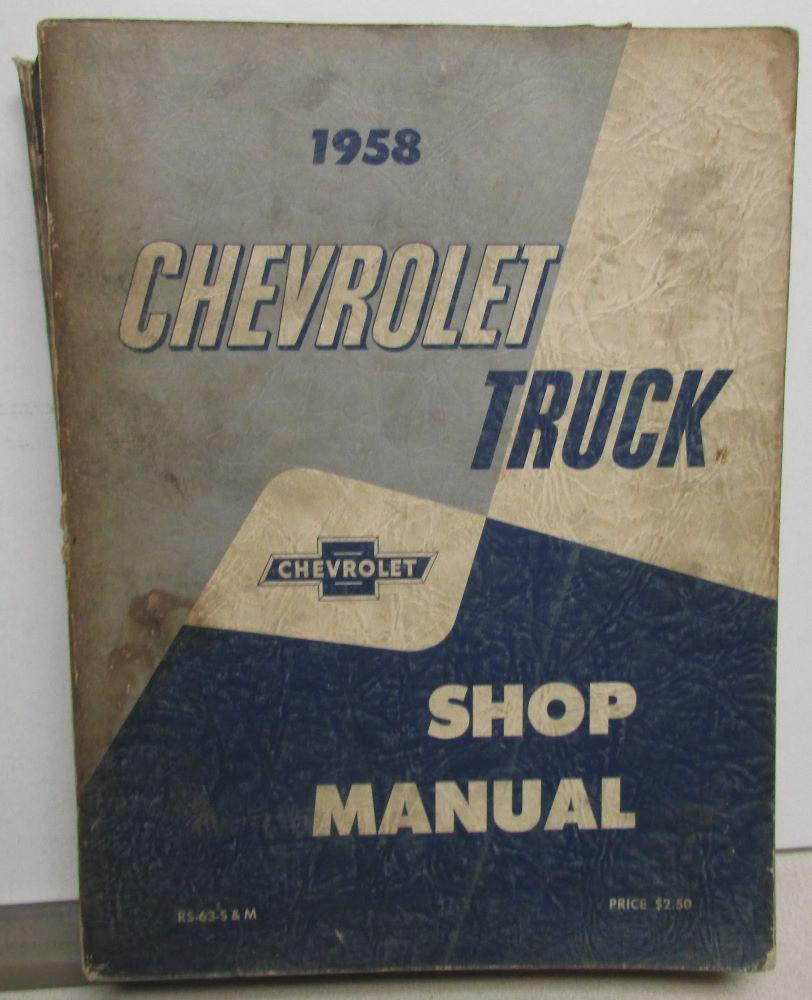 1958
CHEVROLET
TRUCK
CHEVROLET
SHOP
MANUAL
RS-63-S & M
PRICE $2.50